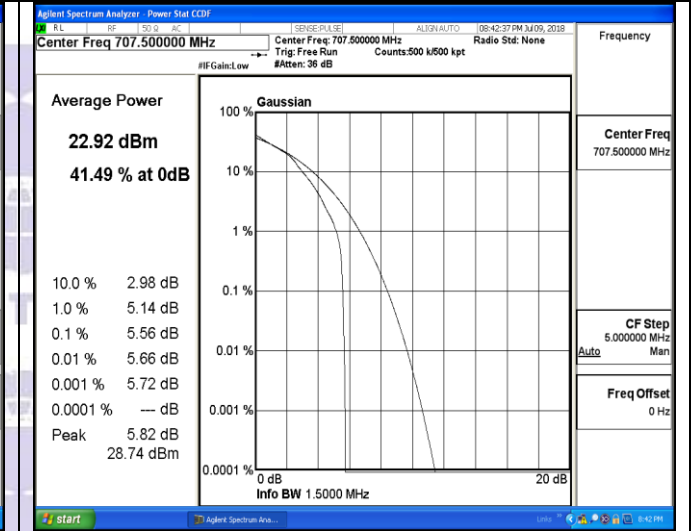 Agilent Spectrum Analyzer - Power Stat CCDF
RL RF 50 Ω AC SENSE:PULSE ALIGN AUTO 08:42:37 PM Jul 09, 2018
Center Freq 707.500000 MHz
Center Freq: 707.500000 MHz Radio Std: None
Trig: Free Run Counts:500 k/500 kpt
#IFGain:Low #Atten: 36 dB
Frequency
Average Power
22.92 dBm
41.49 % at 0dB
10.0 % 2.98 dB
1.0 % 5.14 dB
0.1 % 5.56 dB
0.01 % 5.66 dB
0.001 % 5.72 dB
0.0001 % --- dB
Peak 5.82 dB
28.74 dBm
Gaussian
100 %
10 %
1 %
0.1 %
0.01 %
0.001 %
0.0001 %
0 dB 20 dB
Info BW 1.5000 MHz
Center Freq
707.500000 MHz
CF Step
5.000000 MHz
Auto Man
Freq Offset
0 Hz
start Agilent Spectrum Ana... Links 8:42 PM